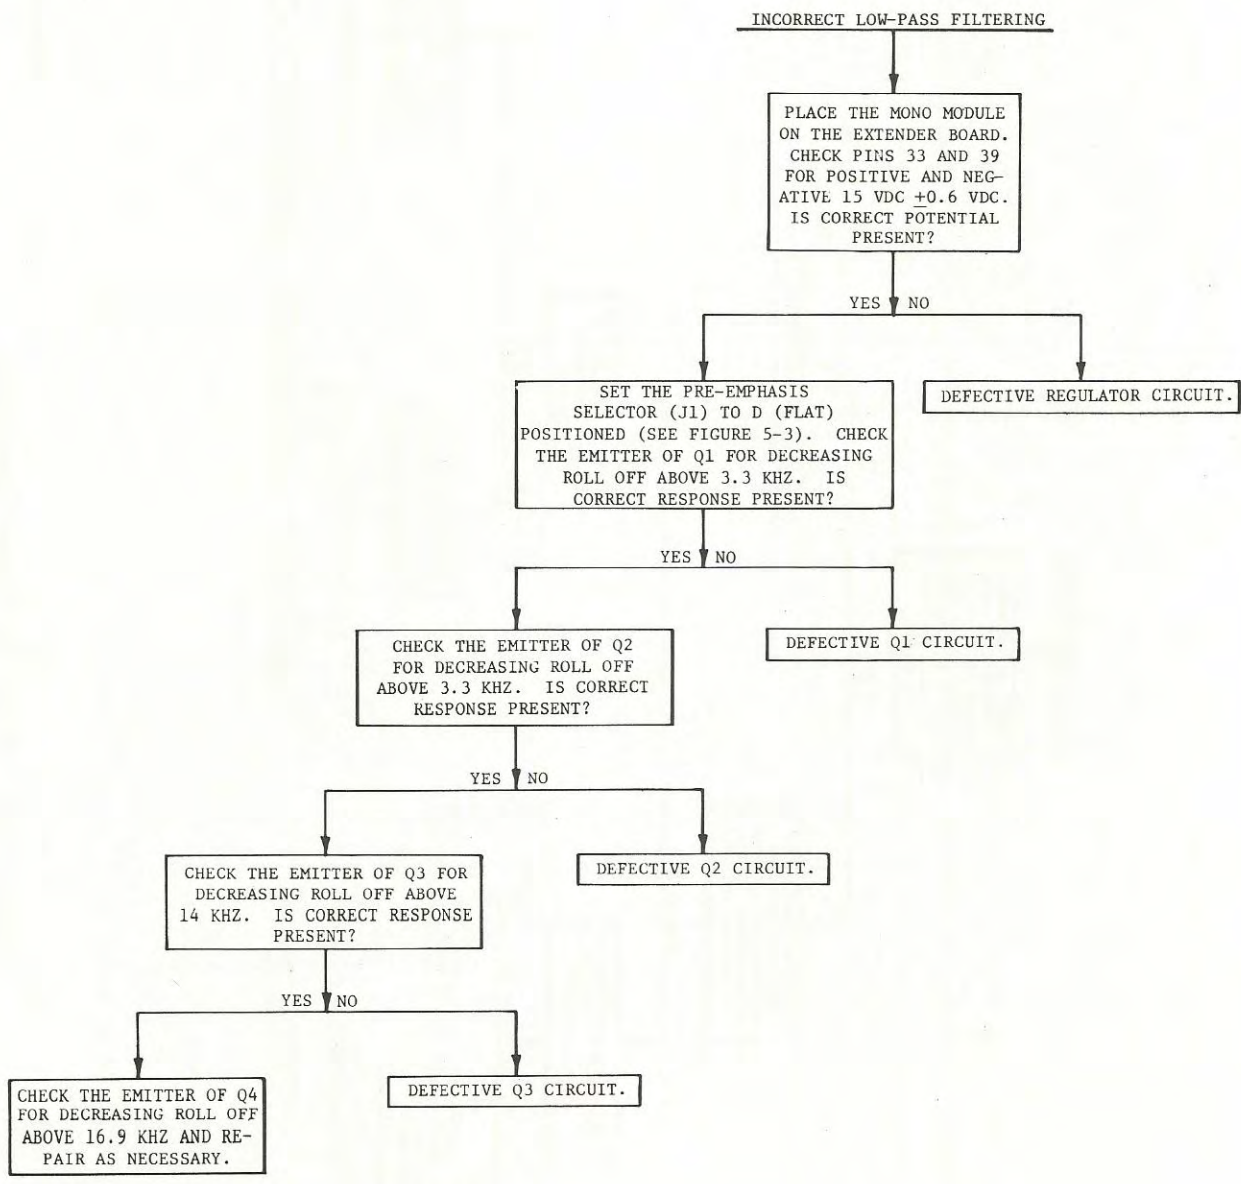 INCORRECT LOW-PASS FILTERING
PLACE THE MONO MODULE
ON THE EXTENDER BOARD.
CHECK PINS 33 AND 39
FOR POSITIVE AND NEG-
ATIVE 15 VDC ±0.6 VDC.
IS CORRECT POTENTIAL
PRESENT?
YES NO
SET THE PRE-EMPHASIS
SELECTOR (J1) TO D (FLAT)
POSITIONED (SEE FIGURE 5-3). CHECK
THE EMITTER OF Q1 FOR DECREASING
ROLL OFF ABOVE 3.3 KHZ. IS
CORRECT RESPONSE PRESENT?
DEFECTIVE REGULATOR CIRCUIT.
YES NO
CHECK THE EMITTER OF Q2
FOR DECREASING ROLL OFF
ABOVE 3.3 KHZ. IS CORRECT
RESPONSE PRESENT?
DEFECTIVE Q1 CIRCUIT.
YES NO
CHECK THE EMITTER OF Q3 FOR
DECREASING ROLL OFF ABOVE
14 KHZ. IS CORRECT RESPONSE
PRESENT?
DEFECTIVE Q2 CIRCUIT.
YES NO
CHECK THE EMITTER OF Q4
FOR DECREASING ROLL OFF
ABOVE 16.9 KHZ AND RE-
PAIR AS NECESSARY.
DEFECTIVE Q3 CIRCUIT.